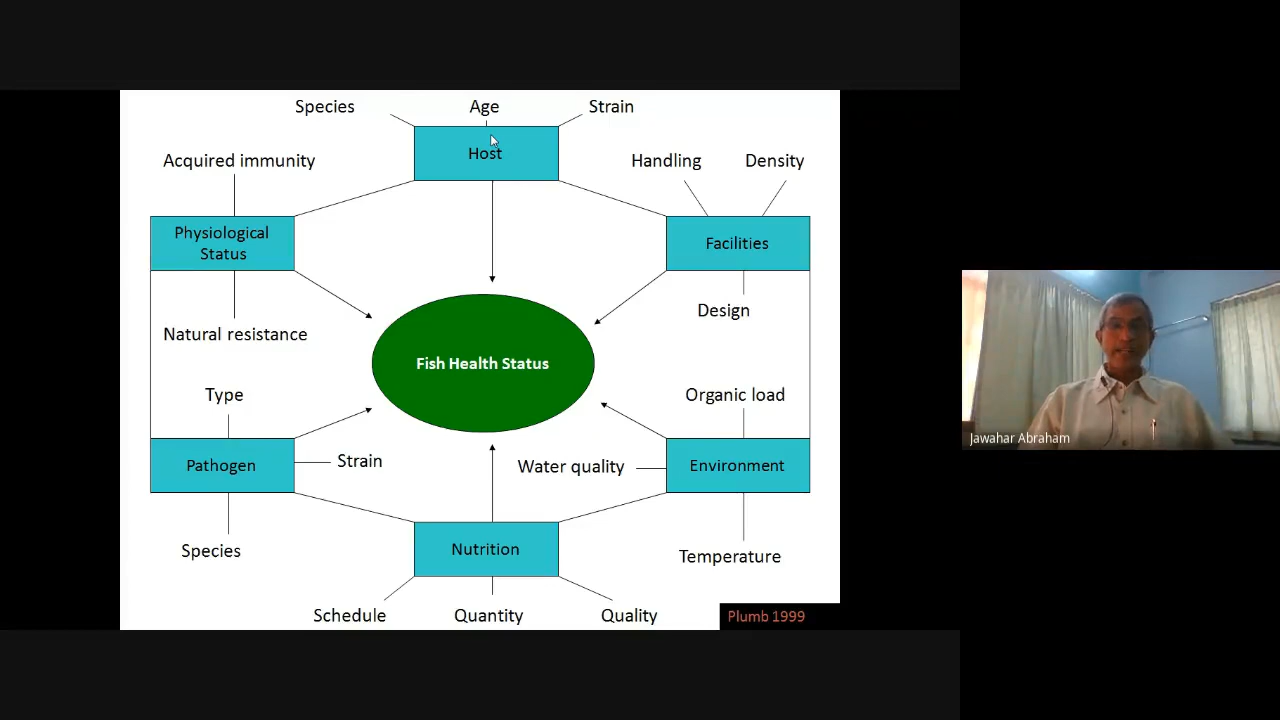 Species
Age
Strain
Host
Acquired immunity
Handling
Density
Physiological
Status
Facilities
Natural resistance
Design
Fish Health Status
Type
Organic load
Pathogen
Strain
Water quality
Environment
Species
Nutrition
Temperature
Schedule
Quantity
Quality
Plumb 1999
Jawahar Abraham